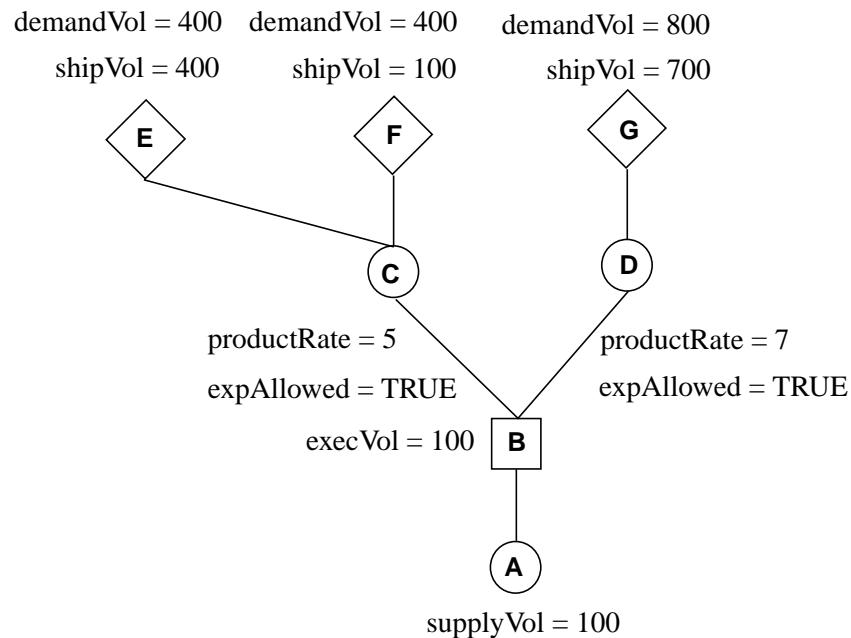 demandVol = 400 demandVol = 400 demandVol = 800
shipVol = 400 shipVol = 100 shipVol = 700
E F G
C D
productRate = 5 productRate = 7
expAllowed = TRUE expAllowed = TRUE
execVol = 100 B
A
supplyVol = 100